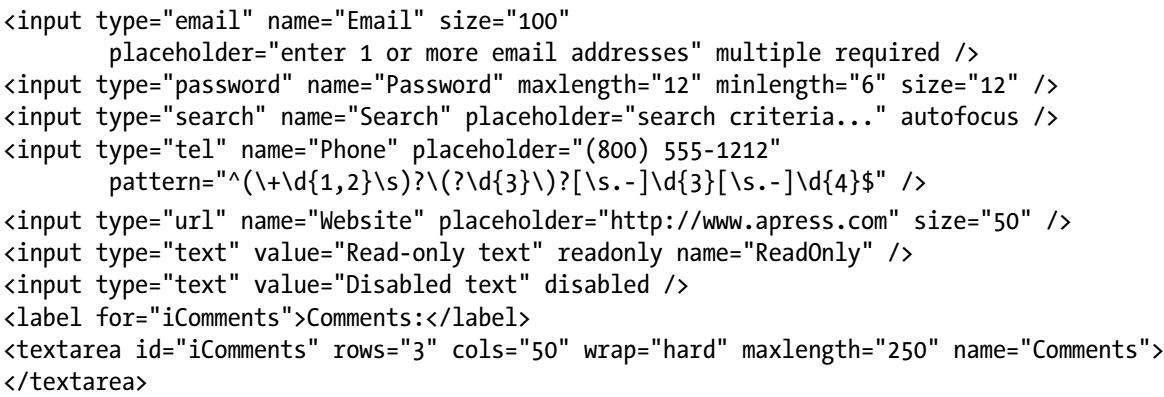 <input type="email" name="Email" size="100"
placeholder="enter 1 or more email addresses" multiple required />
<input type="password" name="Password" maxlength="12" minlength="6" size="12" />
<input type="search" name="Search" placeholder="search criteria..." autofocus />
<input type="tel" name="Phone" placeholder="(800) 555-1212"
pattern="^(\+\d{1,2}\s)?\(?\d{3}\)?[\s.-]\d{3}[\s.-]\d{4}$" />
<input type="url" name="Website" placeholder="http://www.apress.com" size="50" />
<input type="text" value="Read-only text" readonly name="ReadOnly" />
<input type="text" value="Disabled text" disabled />
<label for="iComments">Comments:</label>
<textarea id="iComments" rows="3" cols="50" wrap="hard" maxlength="250" name="Comments">
</textarea>